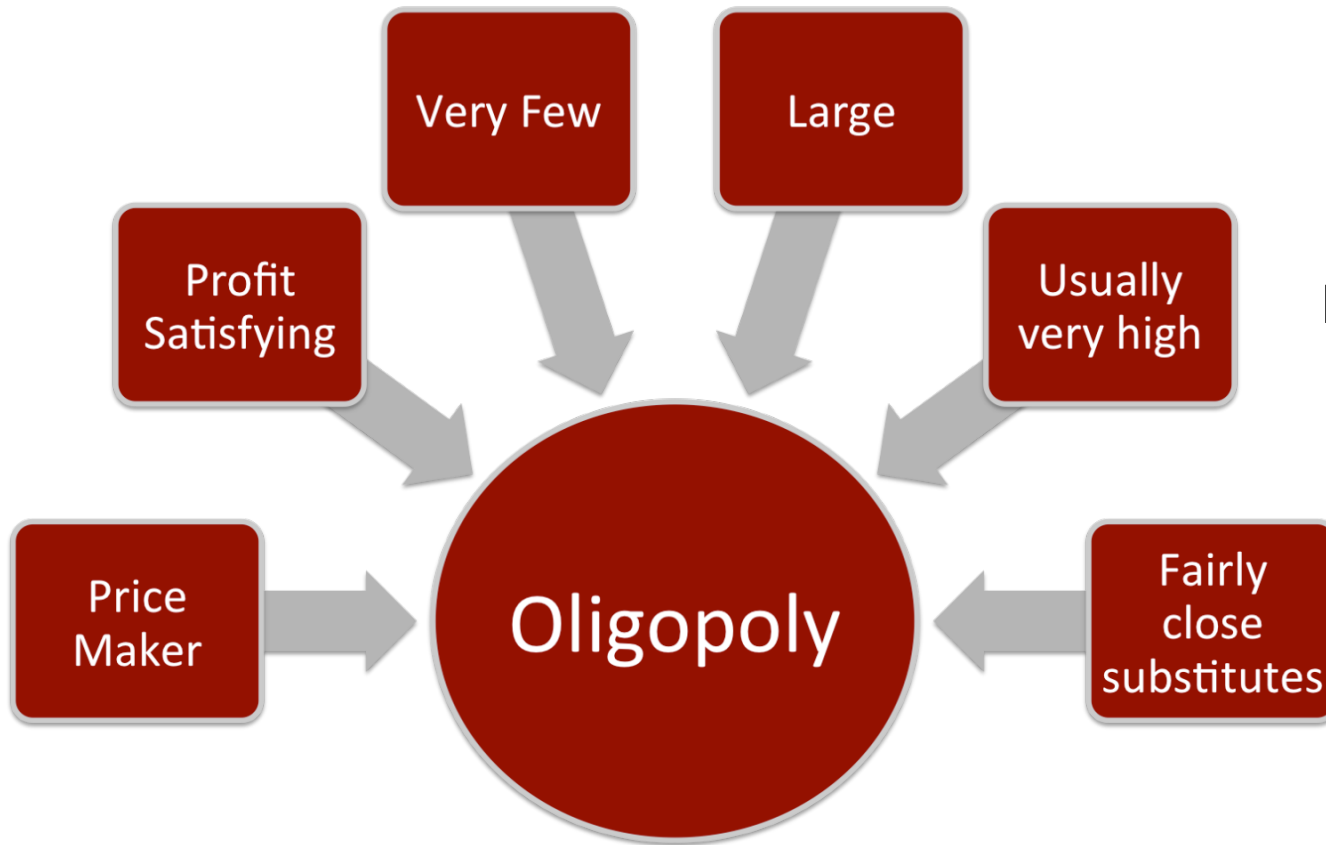 Very Few
Large
Profit
Satisfying
Usually
very high
Price
Maker
Oligopoly
Fairly
close
substitutes